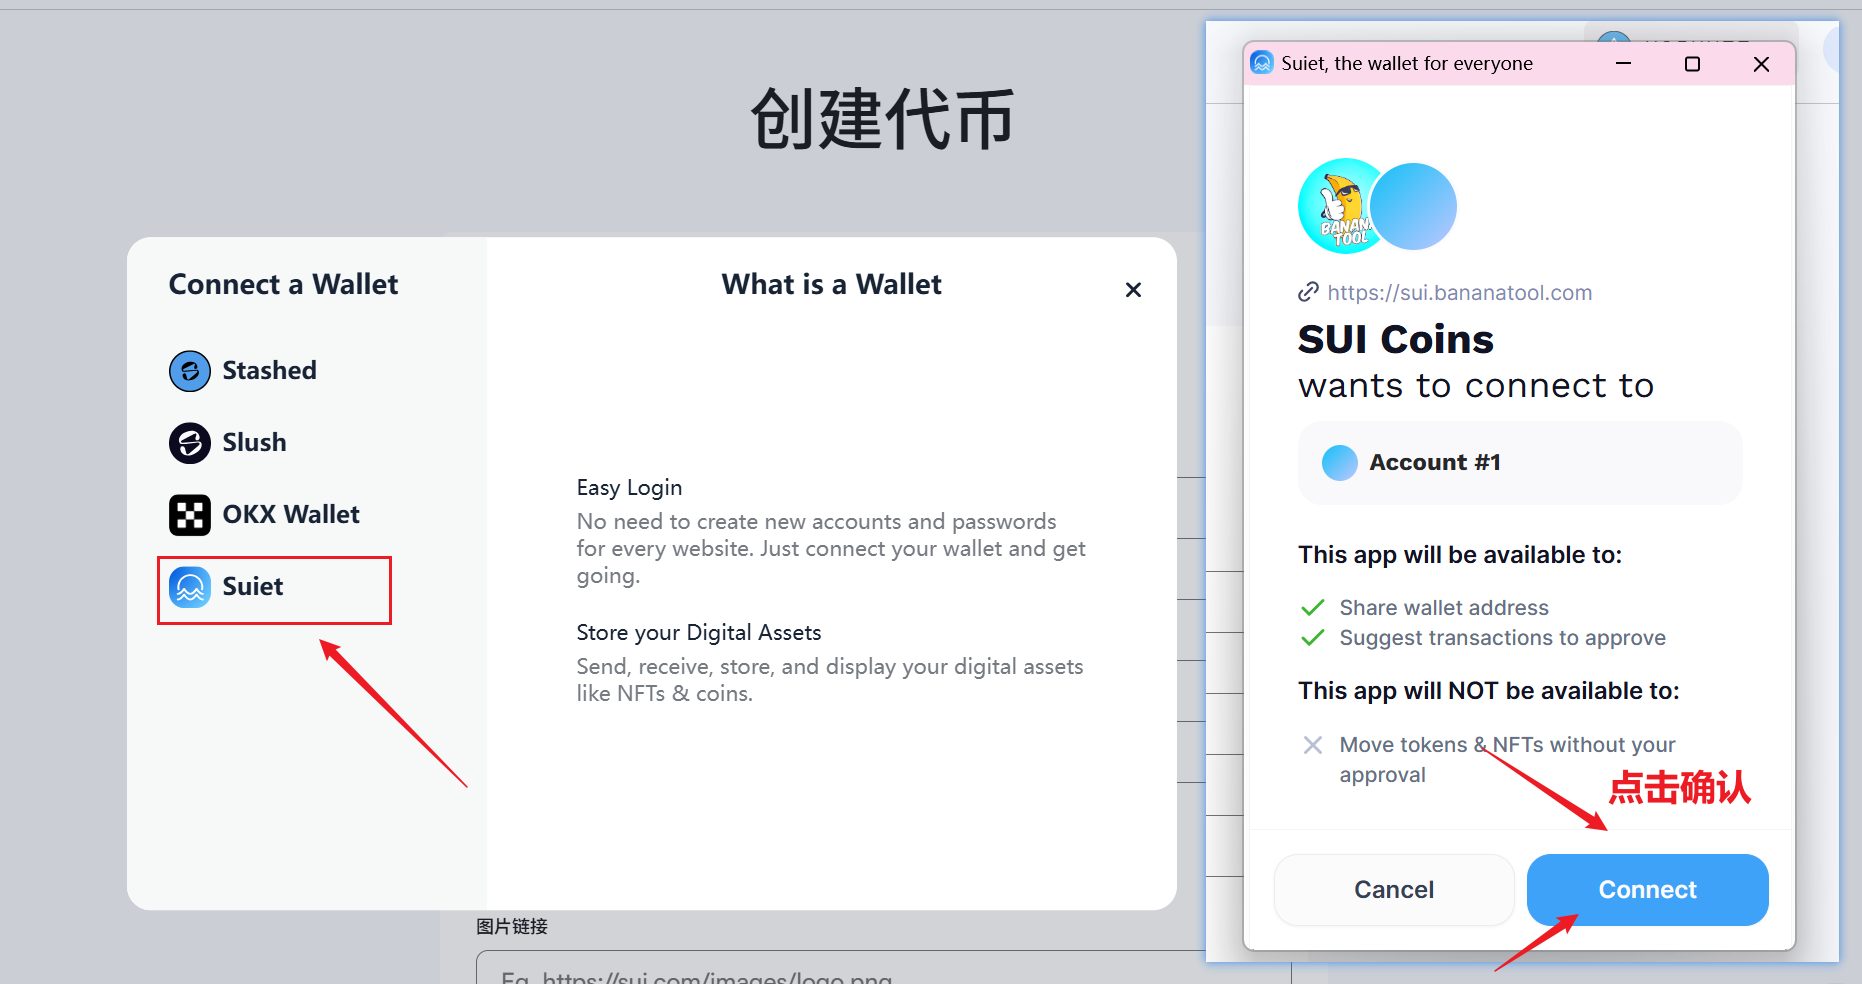 创建代币
Connect a Wallet
Stashed
Slush
OKX Wallet
Suiet
What is a Wallet
Easy Login
No need to create new accounts and passwords
for every website. Just connect your wallet and get
going.
Store your Digital Assets
Send, receive, store, and display your digital assets
like NFTs & coins.
图片链接
Eg. https://sui.com/images/logo.png
Suiet, the wallet for everyone
BANANA
TOOL
https://sui.bananatool.com
SUI Coins
wants to connect to
Account #1
This app will be available to:
Share wallet address
Suggest transactions to approve
This app will NOT be available to:
Move tokens & NFTs without your
approval
点击确认
Cancel
Connect